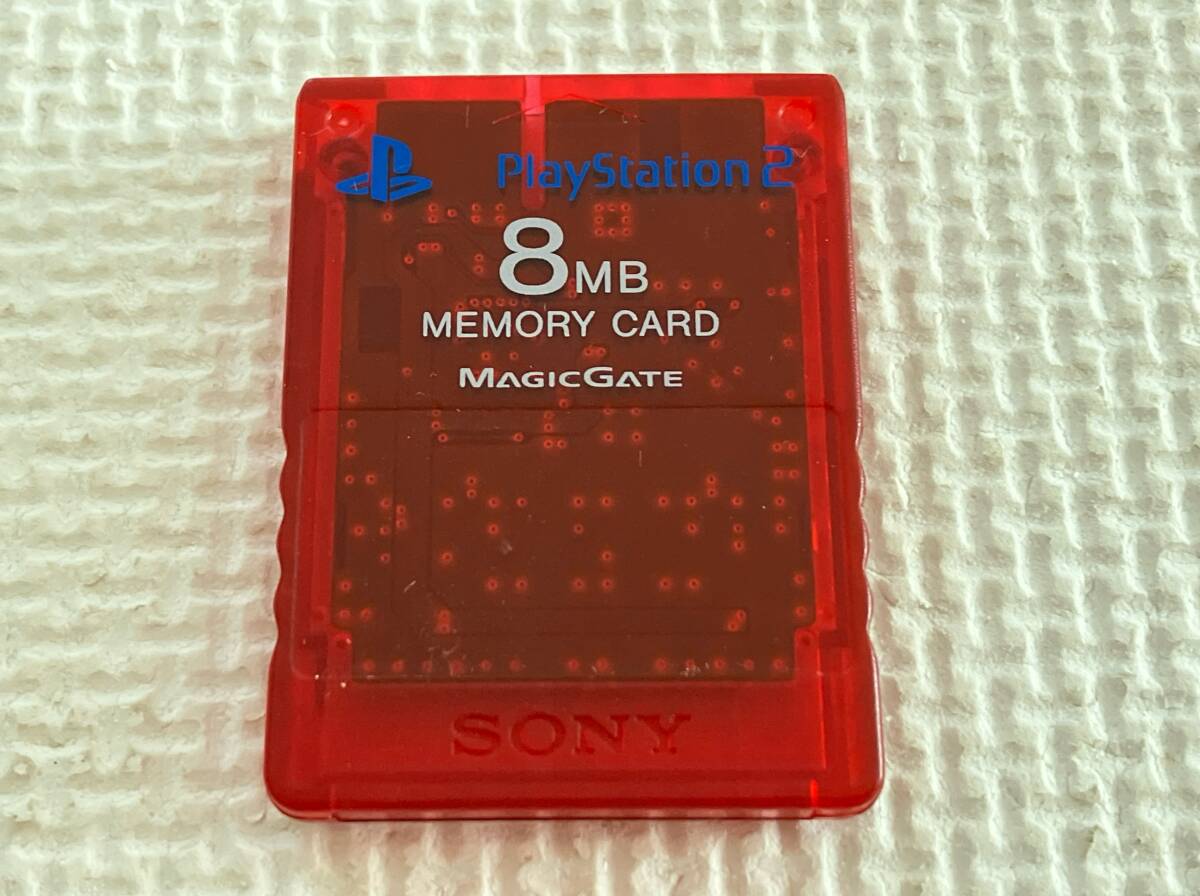 PlayStation 2
8MB
MEMORY CARD
MAGICGATE
SONY